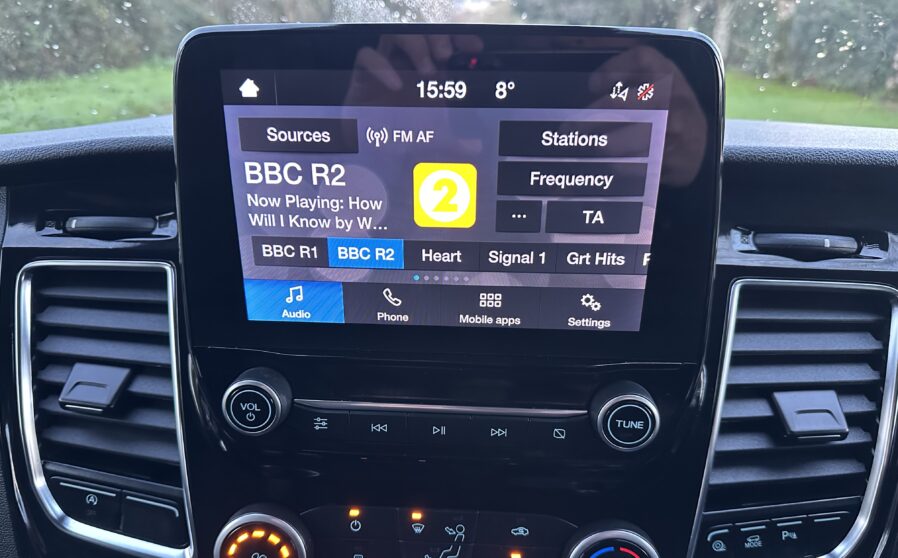 15:59 8°
Sources FM AF Stations
BBC R2
Now Playing: How
Will I Know by W...
2
Frequency
... TA
BBC R1 BBC R2 Heart Signal 1 Grt Hits F
Audio Phone Mobile apps Settings
VOL TUNE
MODE